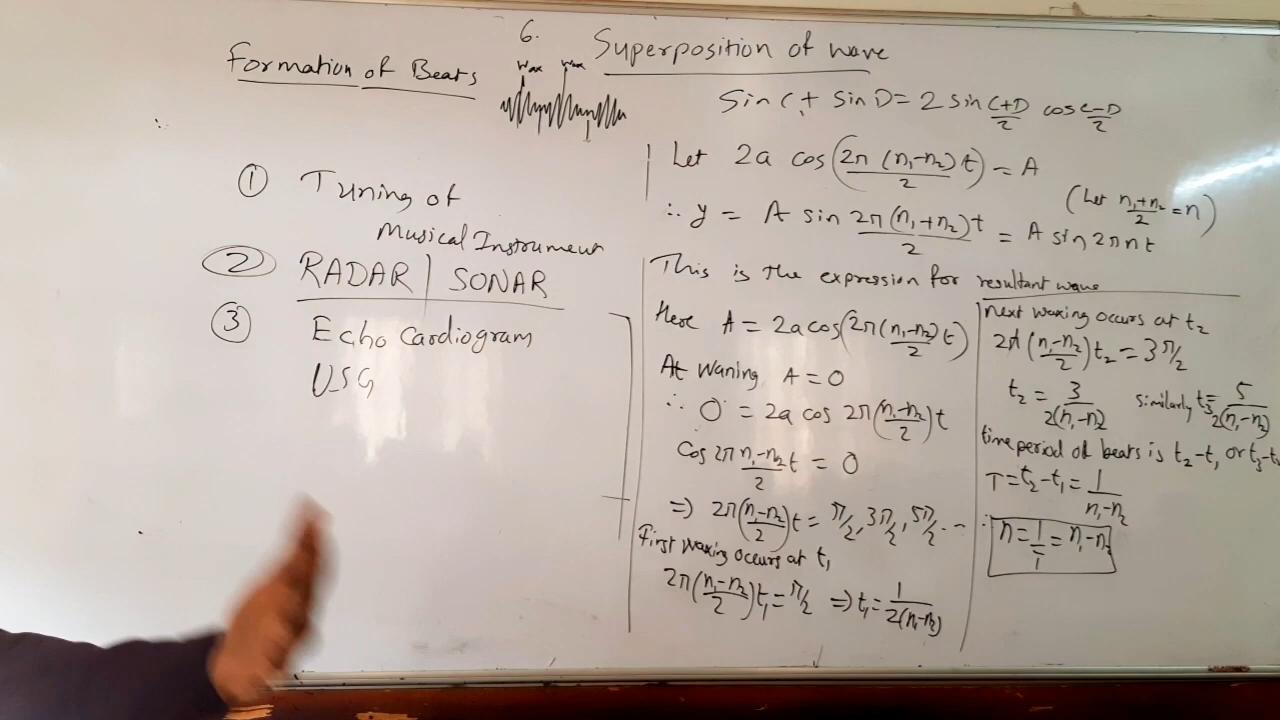 6.
Superposition of wave
Formation of Beats
wax wax
Sin C + Sin D = 2 sin (C+D)/2 cos (C-D)/2
① Tuning of
Musical Instrument
② RADAR | SONAR
③ Echo Cardiogram
USG
Let 2a cos(2π (n₁-n₂)/2 t) = A
(Let (n₁+n₂)/2 = n)
∴ y = A sin 2π(n₁+n₂)t/2 = A sin 2πnt
This is the expression for resultant wave
Here A = 2a cos(2π(n₁-n₂)/2 t)
At waning A = 0
∴ 0 = 2a cos 2π((n₁-n₂)/2)t
Cos 2π (n₁-n₂)/2 t = 0
⇒ 2π((n₁-n₂)/2)t = π/2, 3π/2, 5π/2 ...
First waxing occurs at t₁
2π((n₁-n₂)/2)t₁ = π/2 ⇒ t₁ = 1/2(n₁-n₂)
next waxing occurs at t₂
2π((n₁-n₂)/2)t₂ = 3π/2
t₂ = 3/2(n₁-n₂) similarly t₃ = 5/2(n₁-n₂)
time period of beats is t₂-t₁ or t₃-t₂
T = t₂-t₁ = 1/(n₁-n₂)
∴ n = 1/T = n₁-n₂